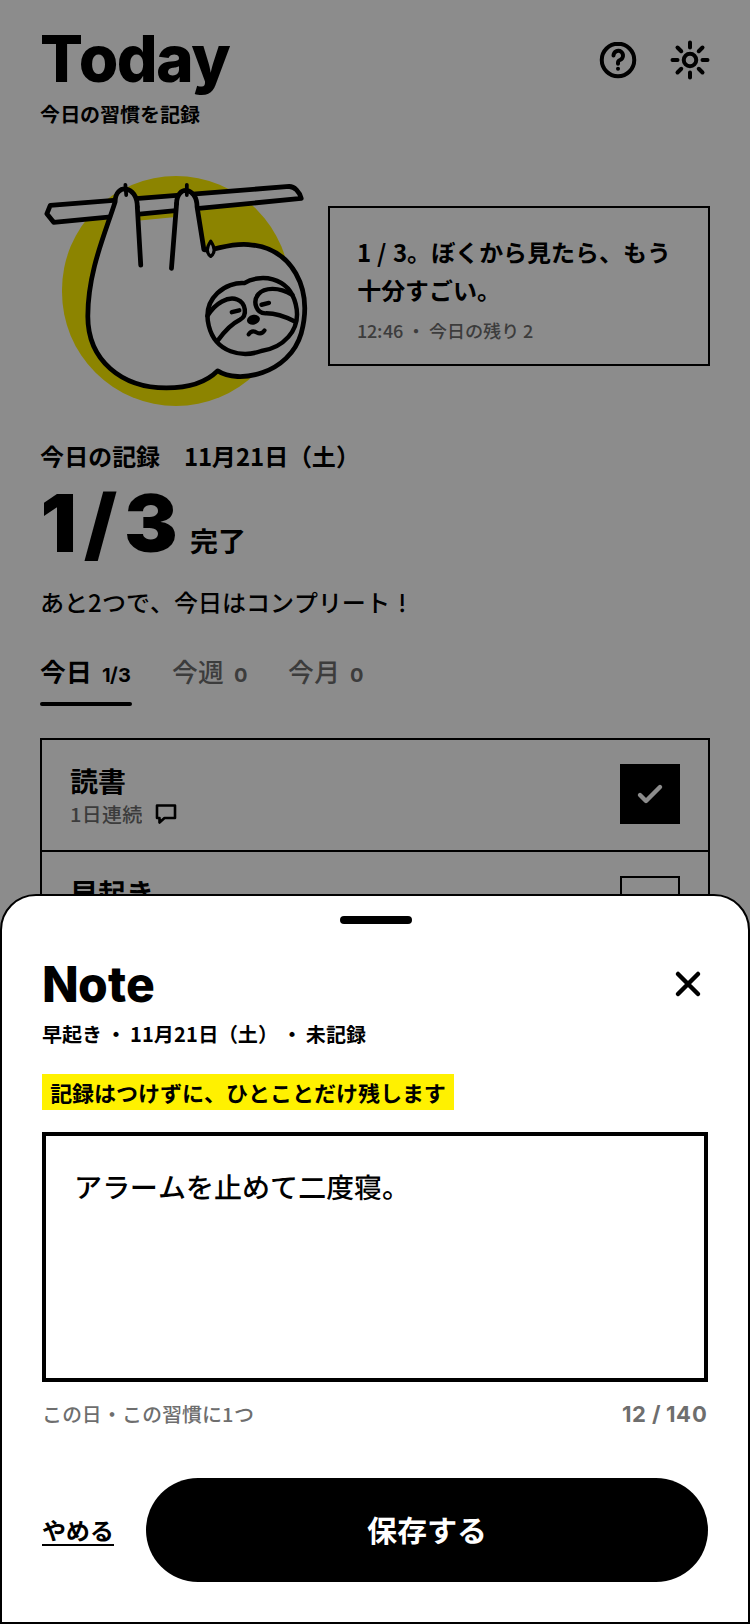 Today
今日の習慣を記録
1 / 3。ぼくから見たら、もう
十分すごい。
12:46 ・ 今日の残り 2
今日の記録　11月21日（土）
1/3 完了
あと2つで、今日はコンプリート！
今日 1/3　今週 0　今月 0
読書
1日連続
早起き
Note
早起き ・ 11月21日（土） ・ 未記録
記録はつけずに、ひとことだけ残します
アラームを止めて二度寝。
この日・この習慣に1つ
12 / 140
やめる
保存する